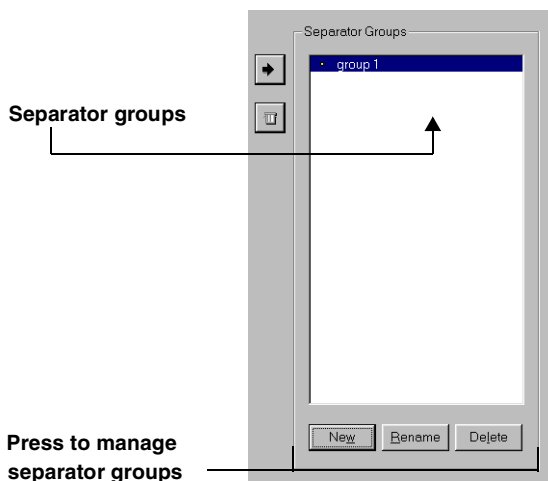 Separator Groups
group 1
Separator groups
New Rename Delete
Press to manage
separator groups